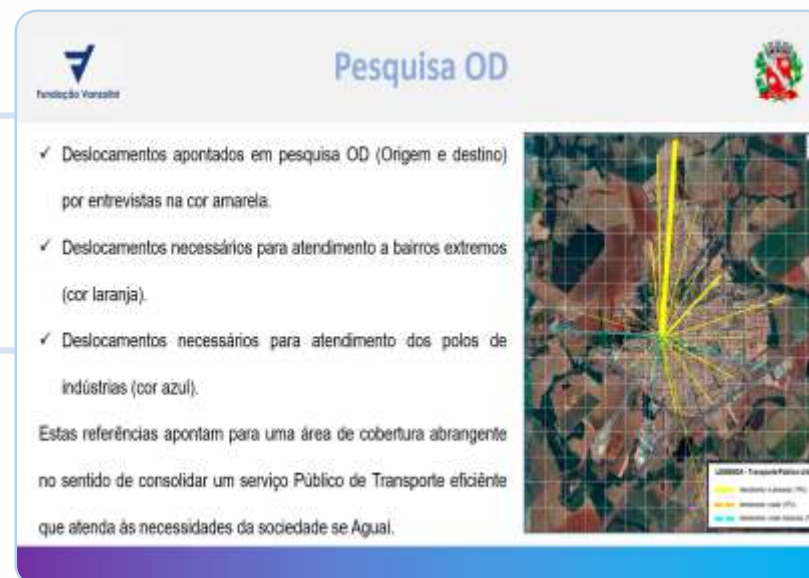 Pesquisa OD
Fundação Vanzolini
✓ Deslocamentos apontados em pesquisa OD (Origem e destino)
por entrevistas na cor amarela.
✓ Deslocamentos necessários para atendimento a bairros extremos
(cor laranja).
✓ Deslocamentos necessários para atendimento dos polos de
indústrias (cor azul).
Estas referências apontam para uma área de cobertura abrangente
no sentido de consolidar um serviço Público de Transporte eficiênte
que atenda às necessidades da sociedade se Aguaí.
LEGENDA - Transporte Público